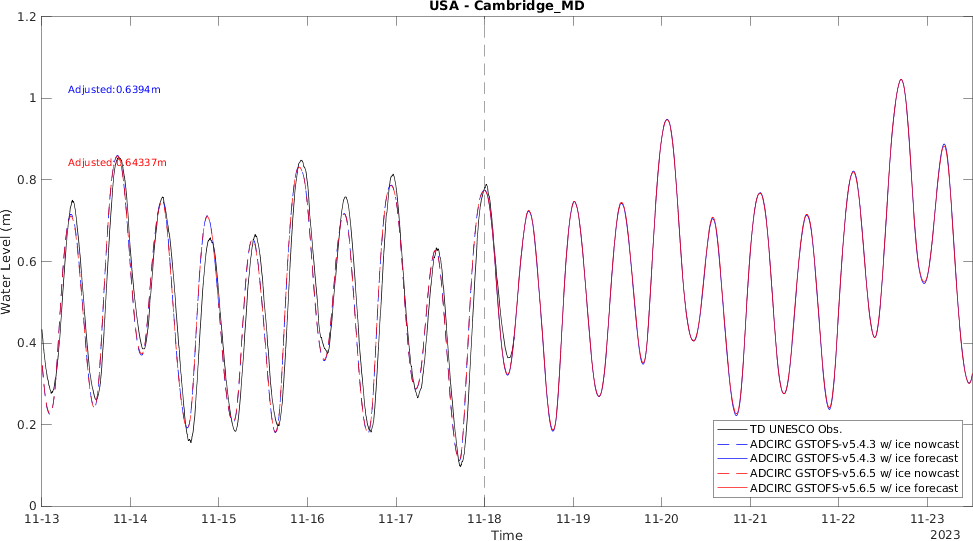 USA - Cambridge_MD
1.2
Adjusted:0.6394m
1
Adjusted:0.64337m
0.8
0.6
0.4
0.2
0
Water Level (m)
TD UNESCO Obs.
ADCIRC GSTOFS-v5.4.3 w/ ice nowcast
ADCIRC GSTOFS-v5.4.3 w/ ice forecast
ADCIRC GSTOFS-v5.6.5 w/ ice nowcast
ADCIRC GSTOFS-v5.6.5 w/ ice forecast
11-13 11-14 11-15 11-16 11-17 11-18 11-19 11-20 11-21 11-22 11-23
Time
2023